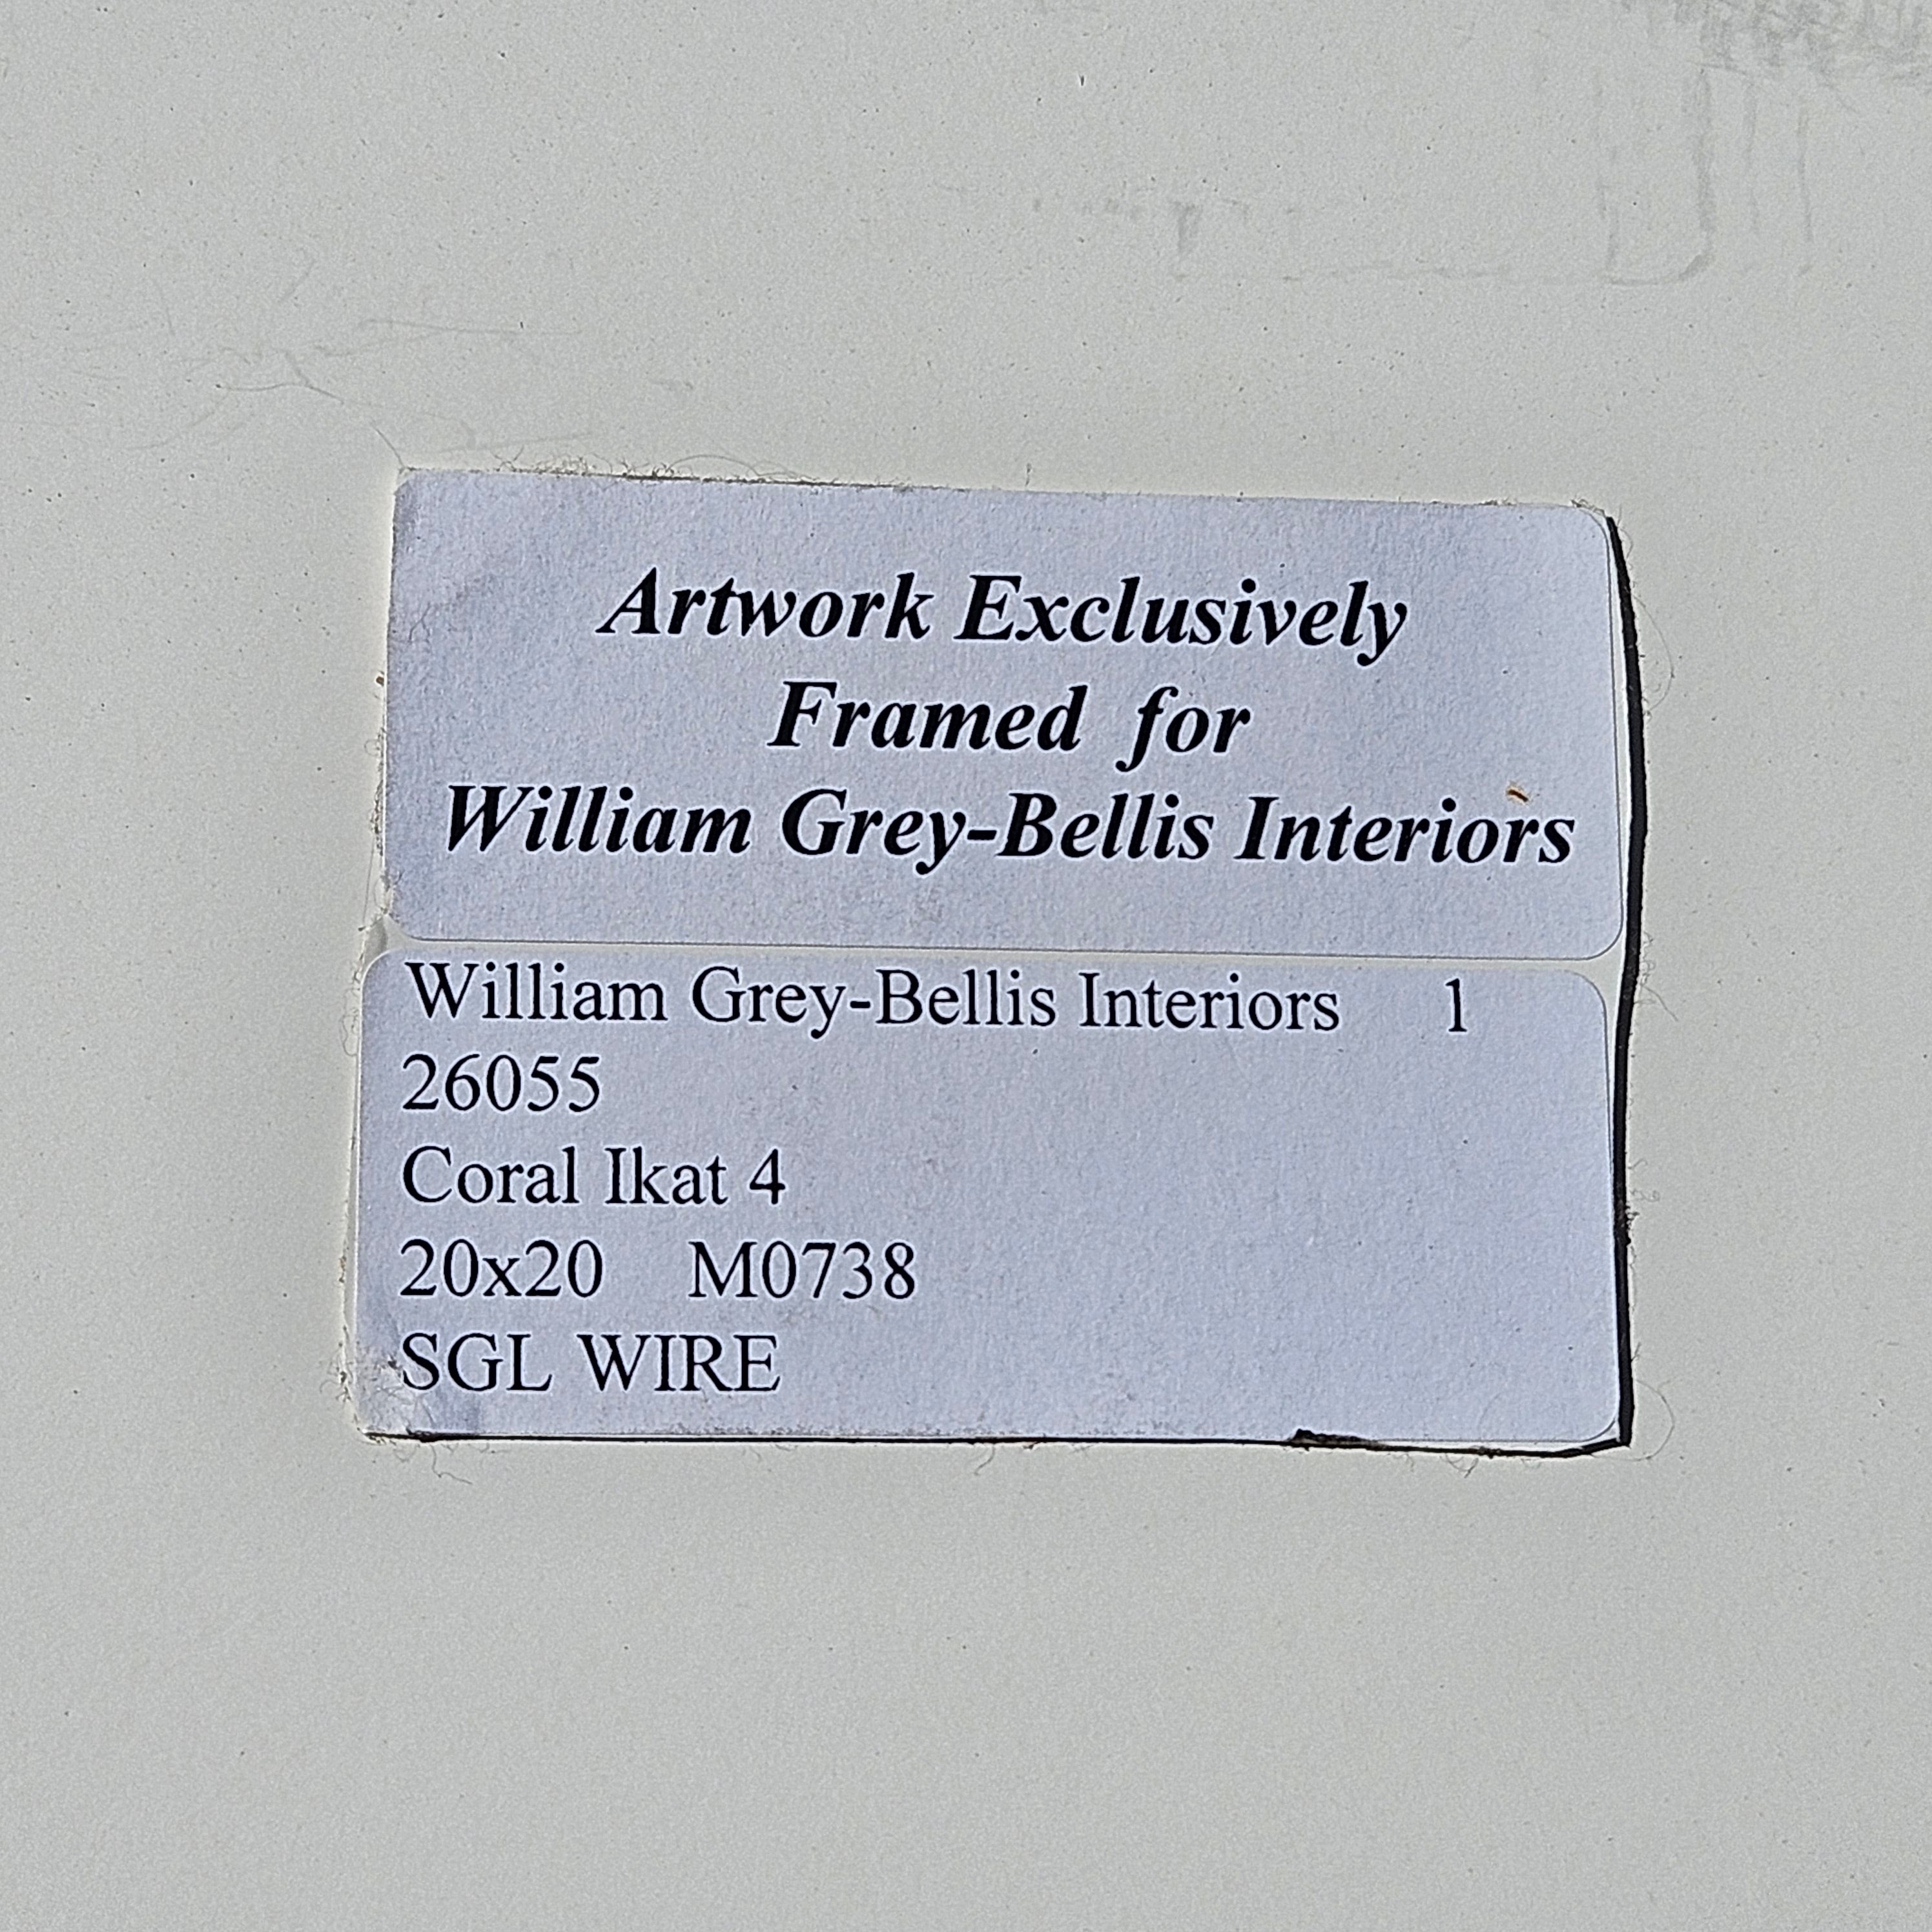 Artwork Exclusively
Framed for
William Grey-Bellis Interiors
William Grey-Bellis Interiors 1
26055
Coral Ikat 4
20x20 M0738
SGL WIRE